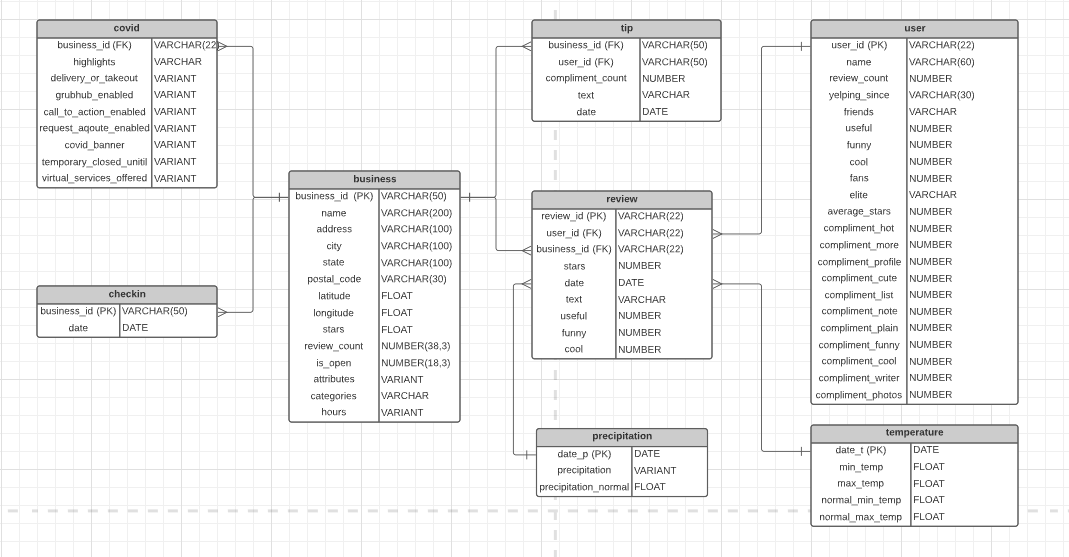 covid
business_id (FK) VARCHAR(22
highlights VARCHAR
delivery_or_takeout VARIANT
grubhub_enabled VARIANT
call_to_action_enabled VARIANT
request_aqoute_enabled VARIANT
covid_banner VARIANT
temporary_closed_unitil VARIANT
virtual_services_offered VARIANT
checkin
business_id (PK) VARCHAR(50)
date DATE
business
business_id (PK) VARCHAR(50)
name VARCHAR(200)
address VARCHAR(100)
city VARCHAR(100)
state VARCHAR(100)
postal_code VARCHAR(30)
latitude FLOAT
longitude FLOAT
stars FLOAT
review_count NUMBER(38,3)
is_open NUMBER(18,3)
attributes VARIANT
categories VARCHAR
hours VARIANT
tip
business_id (FK) VARCHAR(50)
user_id (FK) VARCHAR(50)
compliment_count NUMBER
text VARCHAR
date DATE
review
review_id (PK) VARCHAR(22)
user_id (FK) VARCHAR(22)
business_id (FK) VARCHAR(22)
stars NUMBER
date DATE
text VARCHAR
useful NUMBER
funny NUMBER
cool NUMBER
precipitation
date_p (PK) DATE
precipitation VARIANT
precipitation_normal FLOAT
user
user_id (PK) VARCHAR(22)
name VARCHAR(60)
review_count NUMBER
yelping_since VARCHAR(30)
friends VARCHAR
useful NUMBER
funny NUMBER
cool NUMBER
fans NUMBER
elite VARCHAR
average_stars NUMBER
compliment_hot NUMBER
compliment_more NUMBER
compliment_profile NUMBER
compliment_cute NUMBER
compliment_list NUMBER
compliment_note NUMBER
compliment_plain NUMBER
compliment_funny NUMBER
compliment_cool NUMBER
compliment_writer NUMBER
compliment_photos NUMBER
temperature
date_t (PK) DATE
min_temp FLOAT
max_temp FLOAT
normal_min_temp FLOAT
normal_max_temp FLOAT